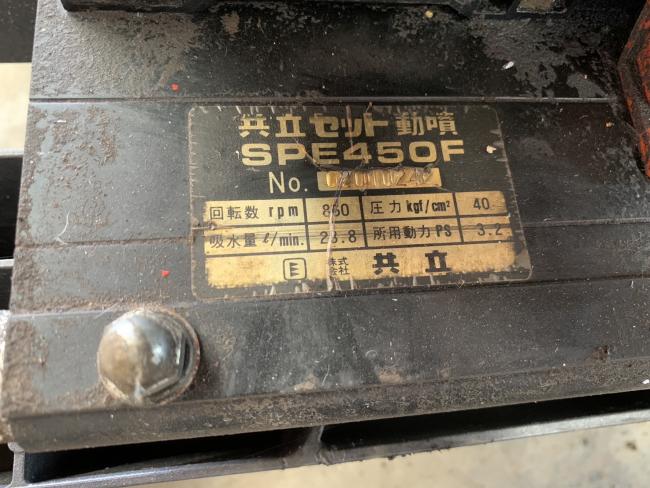 共立セット動噴
SPE450F
No.
回転数 rpm 850 圧力 kgf/cm² 40
吸水量 ℓ/min. 28.8 所用動力 PS 3.2
E 株式会社 共立